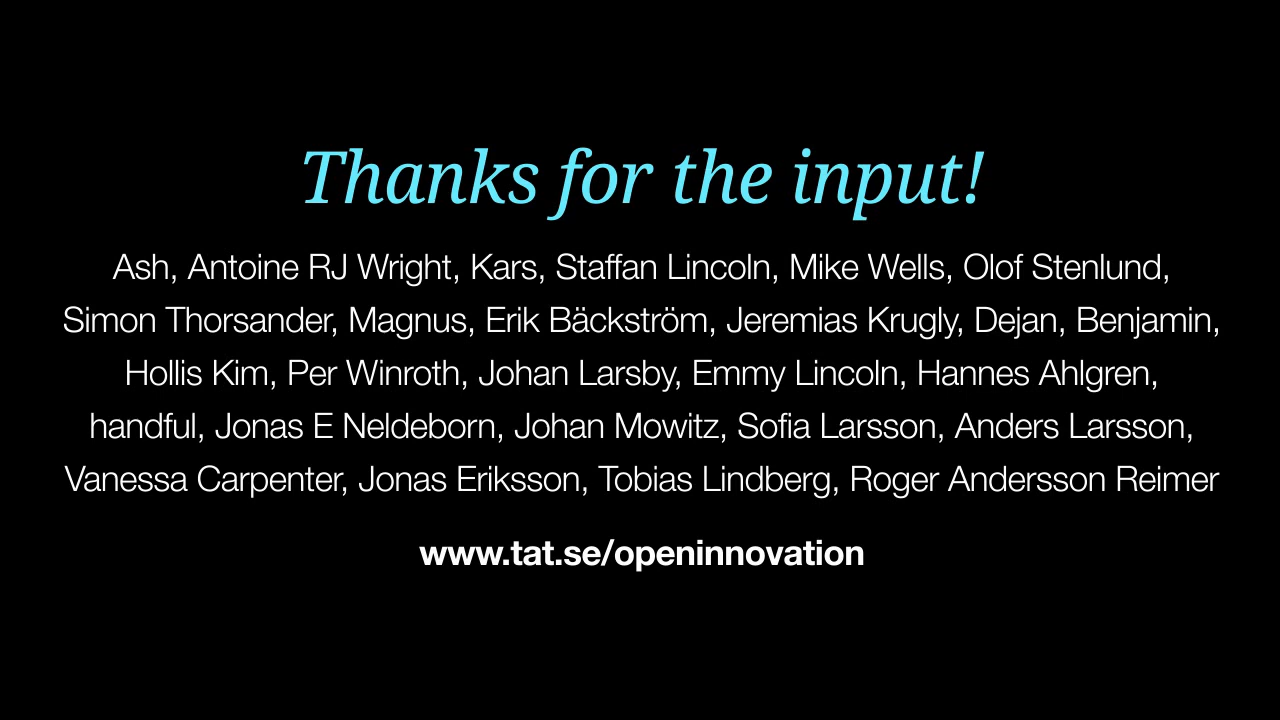 Thanks for the input!
Ash, Antoine RJ Wright, Kars, Staffan Lincoln, Mike Wells, Olof Stenlund,
Simon Thorsander, Magnus, Erik Bäckström, Jeremias Krugly, Dejan, Benjamin,
Hollis Kim, Per Winroth, Johan Larsby, Emmy Lincoln, Hannes Ahlgren,
handful, Jonas E Neldeborn, Johan Mowitz, Sofia Larsson, Anders Larsson,
Vanessa Carpenter, Jonas Eriksson, Tobias Lindberg, Roger Andersson Reimer
www.tat.se/openinnovation